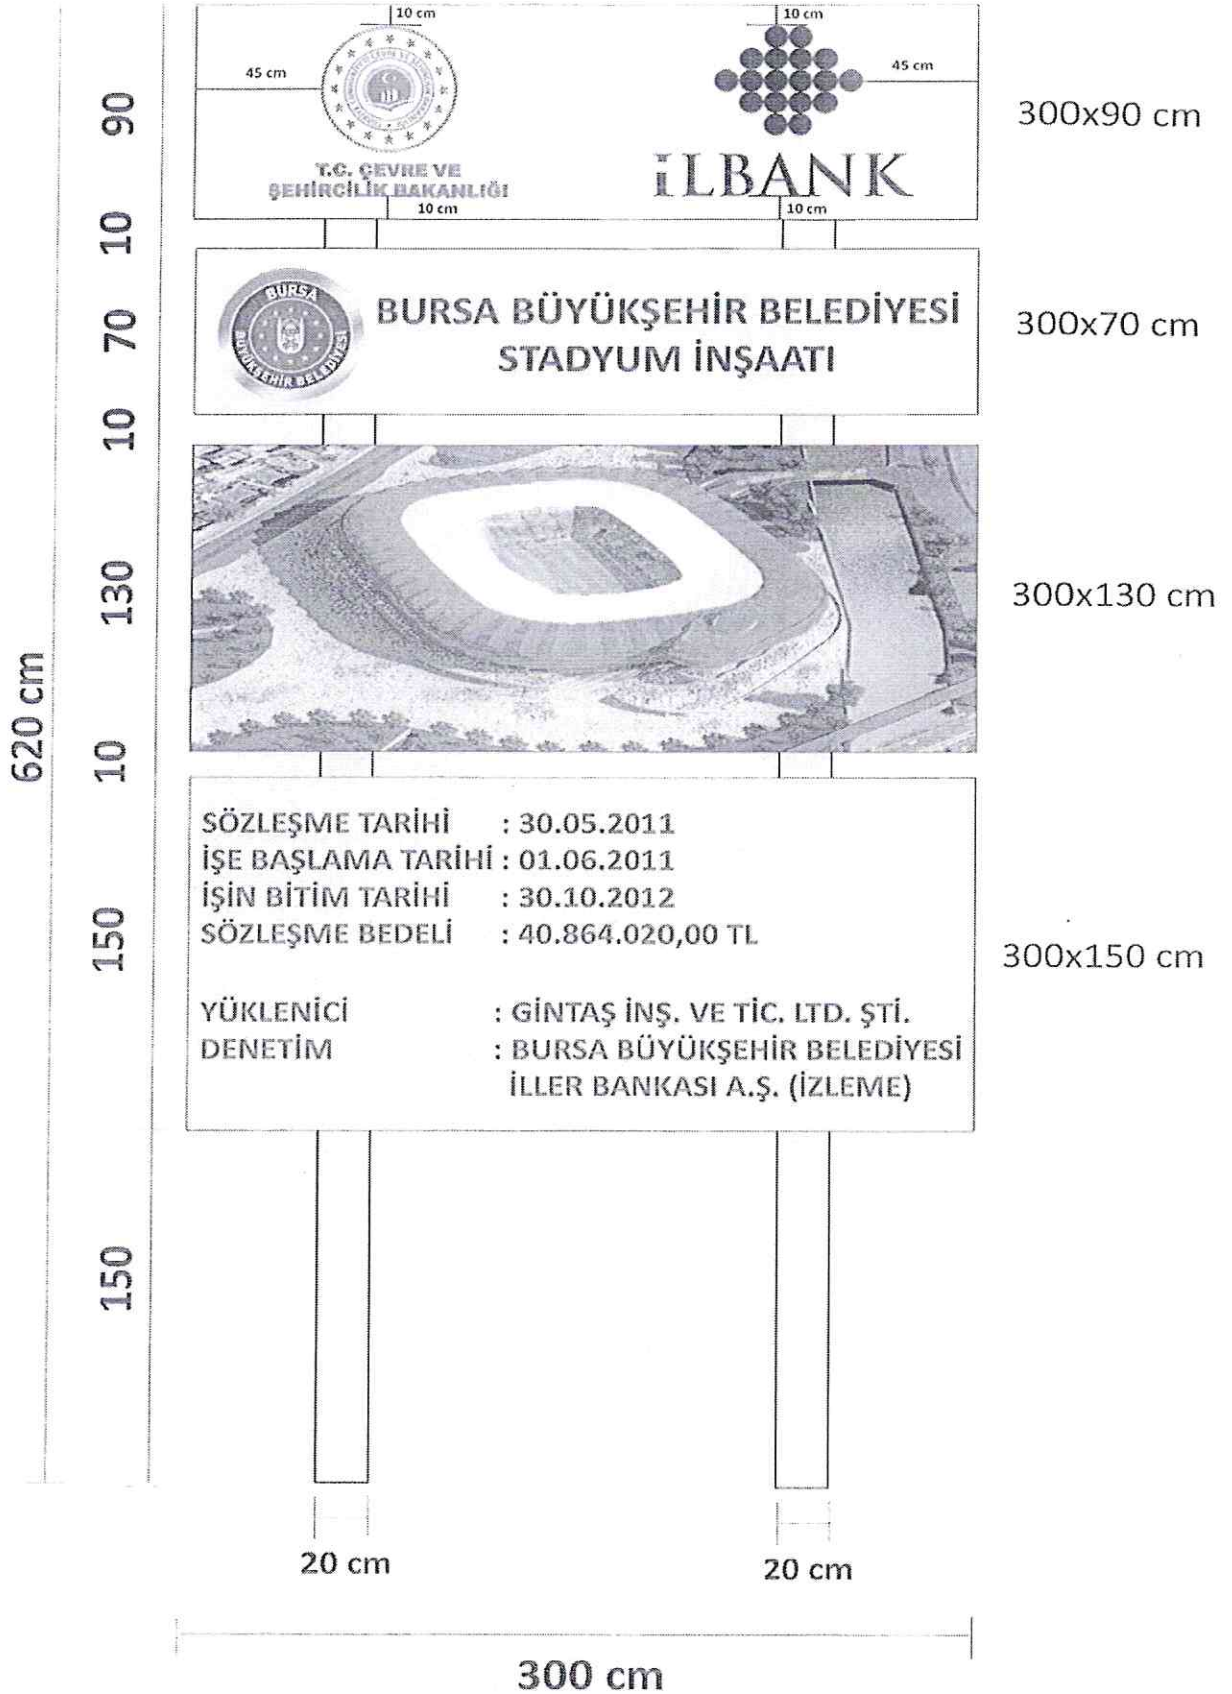 10 cm
10 cm
45 cm
45 cm
T.C. ÇEVRE VE
ŞEHİRCİLİK BAKANLIĞI
10 cm
iLBANK
10 cm
90
300x90 cm
10
BURSA
BÜYÜKŞEHİR BELEDİYESİ
BURSA BÜYÜKŞEHİR BELEDİYESİ
STADYUM İNŞAATI
70
300x70 cm
10
130
300x130 cm
620 cm
10
SÖZLEŞME TARİHİ : 30.05.2011
İŞE BAŞLAMA TARİHİ : 01.06.2011
İŞİN BİTİM TARİHİ : 30.10.2012
SÖZLEŞME BEDELİ : 40.864.020,00 TL
YÜKLENİCİ : GİNTAŞ İNŞ. VE TİC. LTD. ŞTİ.
DENETİM : BURSA BÜYÜKŞEHİR BELEDİYESİ
İLLER BANKASI A.Ş. (İZLEME)
150
300x150 cm
150
20 cm
20 cm
300 cm